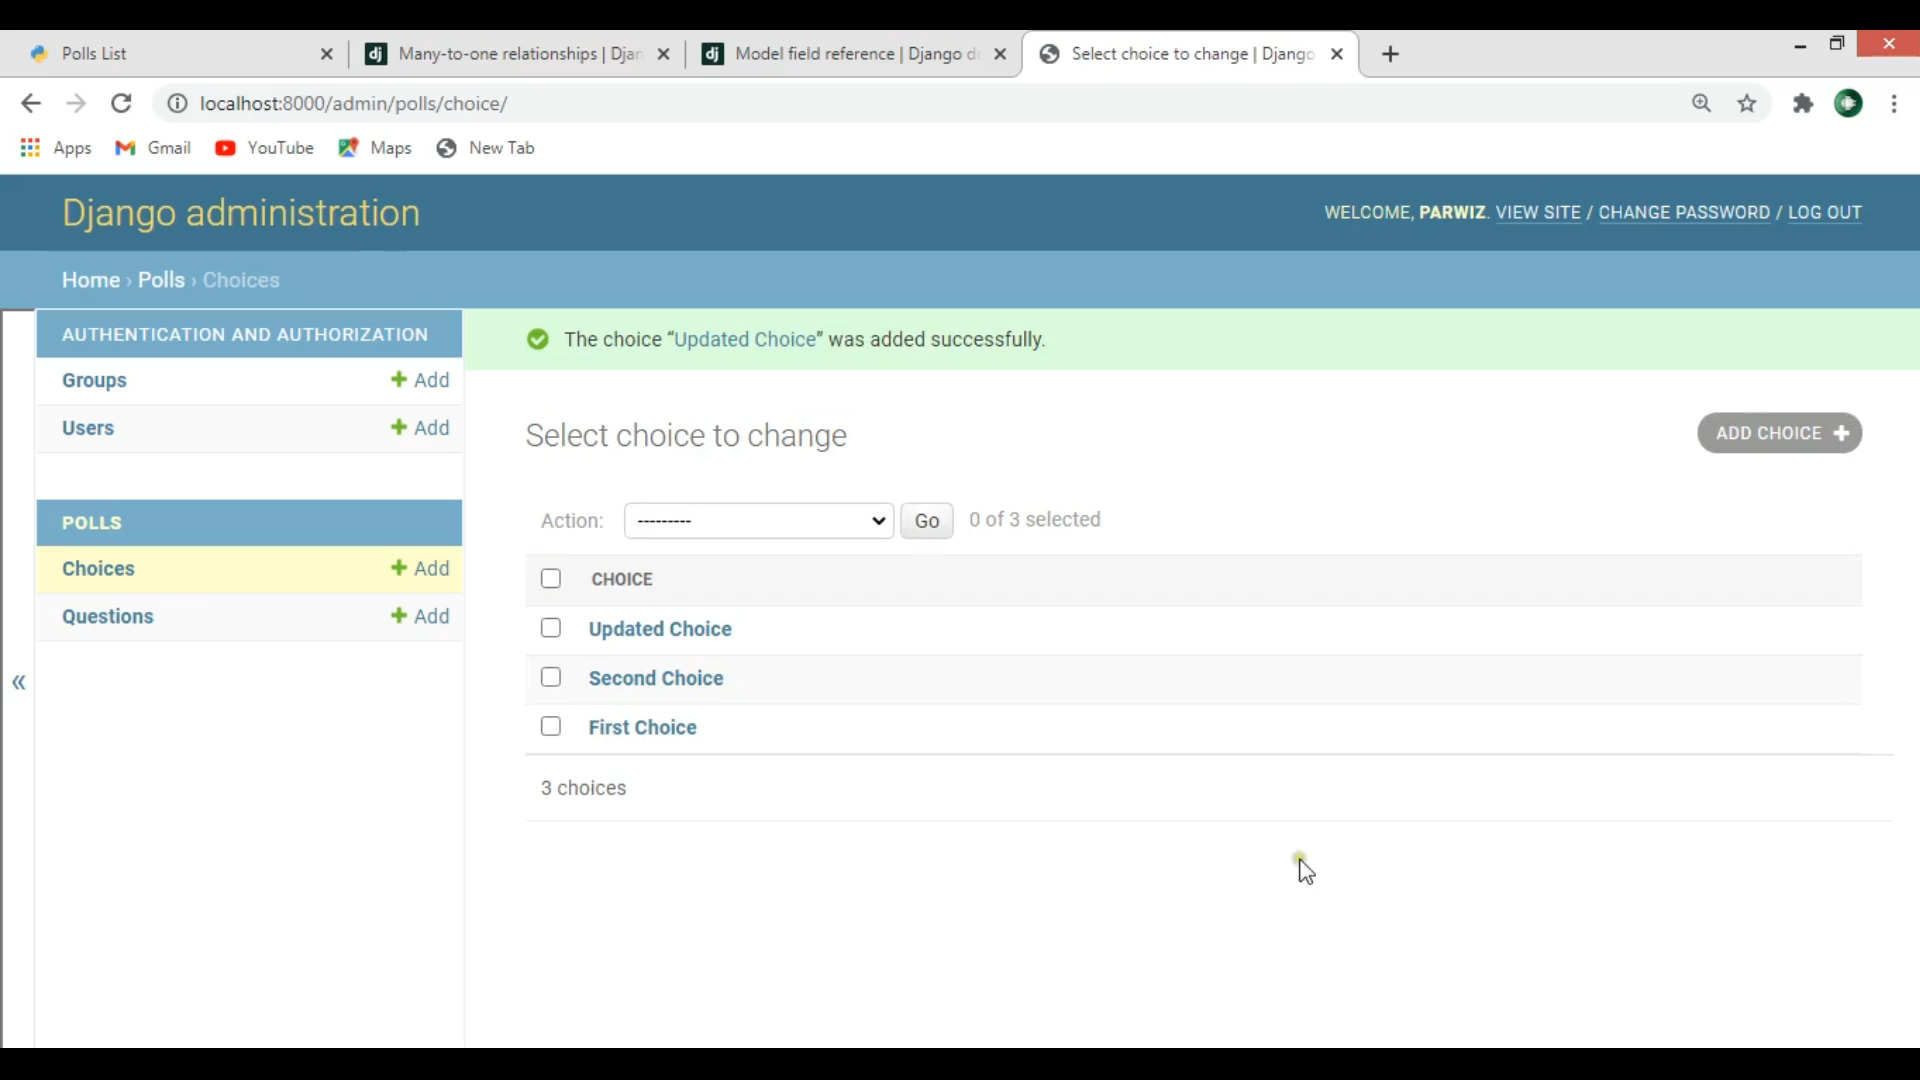 Polls List
Many-to-one relationships | Djan
Model field reference | Django d
Select choice to change | Django
localhost:8000/admin/polls/choice/
Apps Gmail YouTube Maps New Tab
Django administration
WELCOME, PARWIZ. VIEW SITE / CHANGE PASSWORD / LOG OUT
Home › Polls › Choices
AUTHENTICATION AND AUTHORIZATION
Groups + Add
Users + Add
POLLS
Choices + Add
Questions + Add
«
The choice “Updated Choice” was added successfully.
Select choice to change
ADD CHOICE +
Action: --------- Go 0 of 3 selected
CHOICE
Updated Choice
Second Choice
First Choice
3 choices